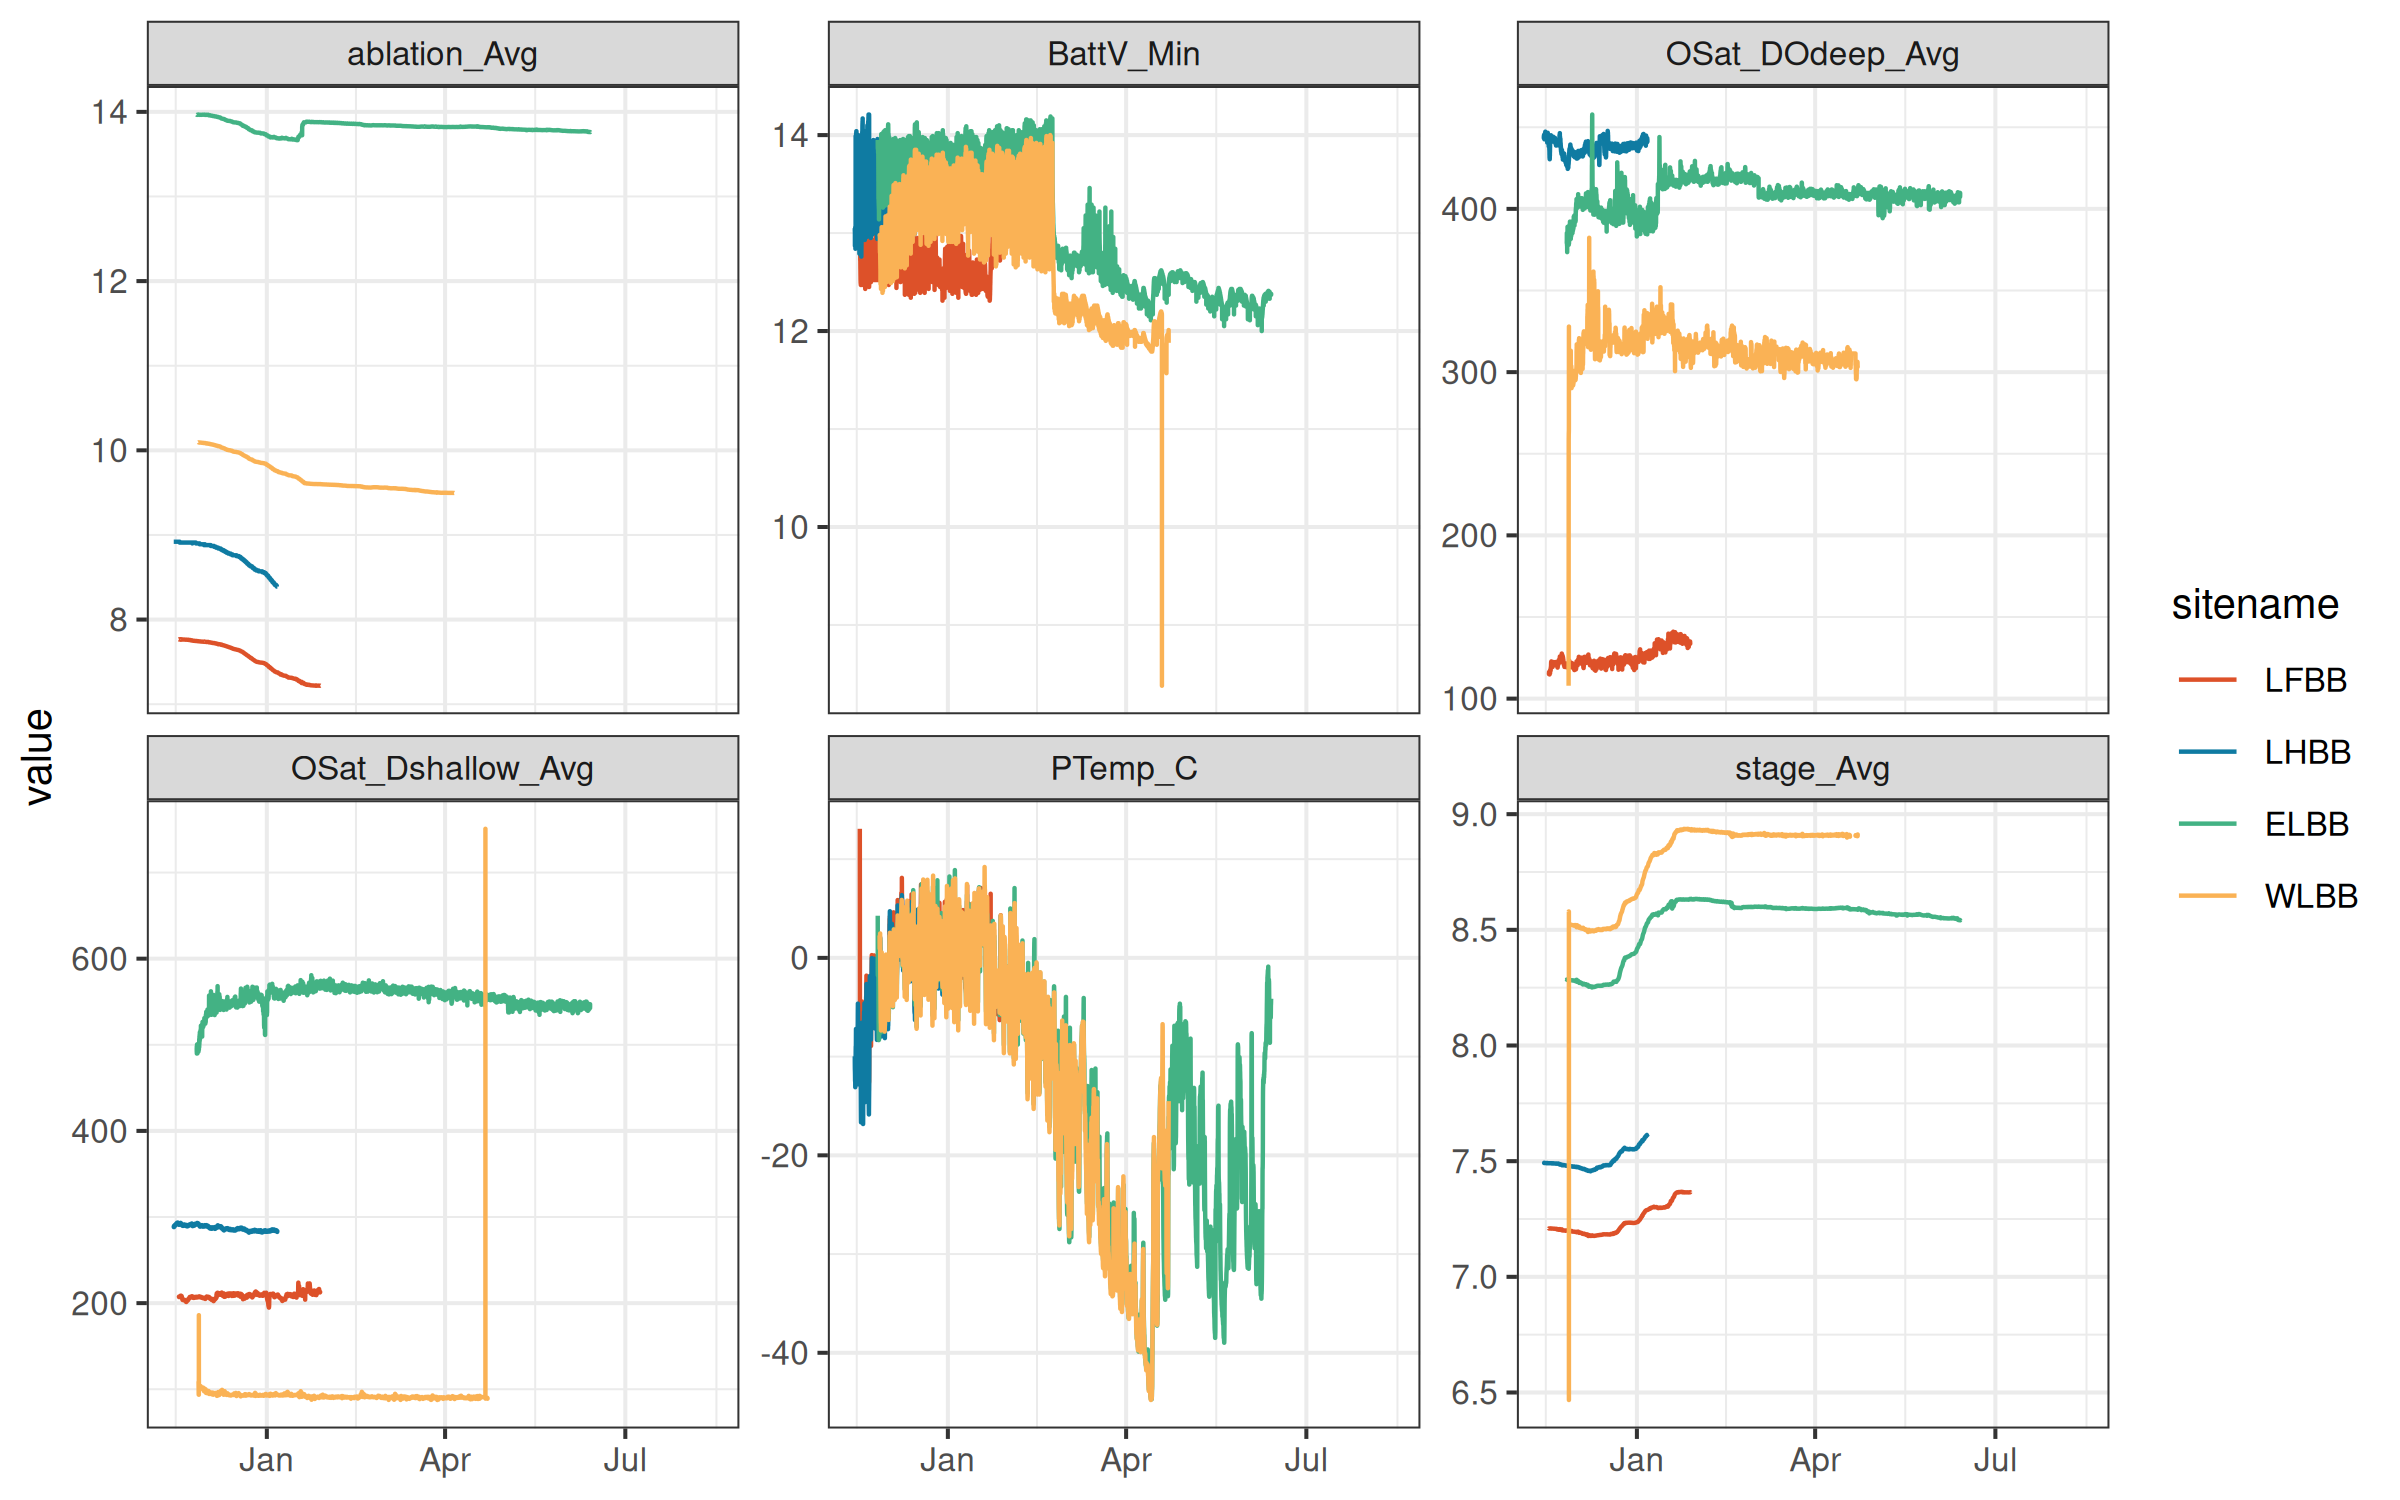 ablation_Avg
BattV_Min
OSat_DOdeep_Avg
14
12
10
8
14
12
10
400
300
200
100
value
OSat_Dshallow_Avg
PTemp_C
stage_Avg
600
400
200
0
-20
-40
9.0
8.5
8.0
7.5
7.0
6.5
Jan Apr Jul
Jan Apr Jul
Jan Apr Jul
sitename
LFBB
LHBB
ELBB
WLBB